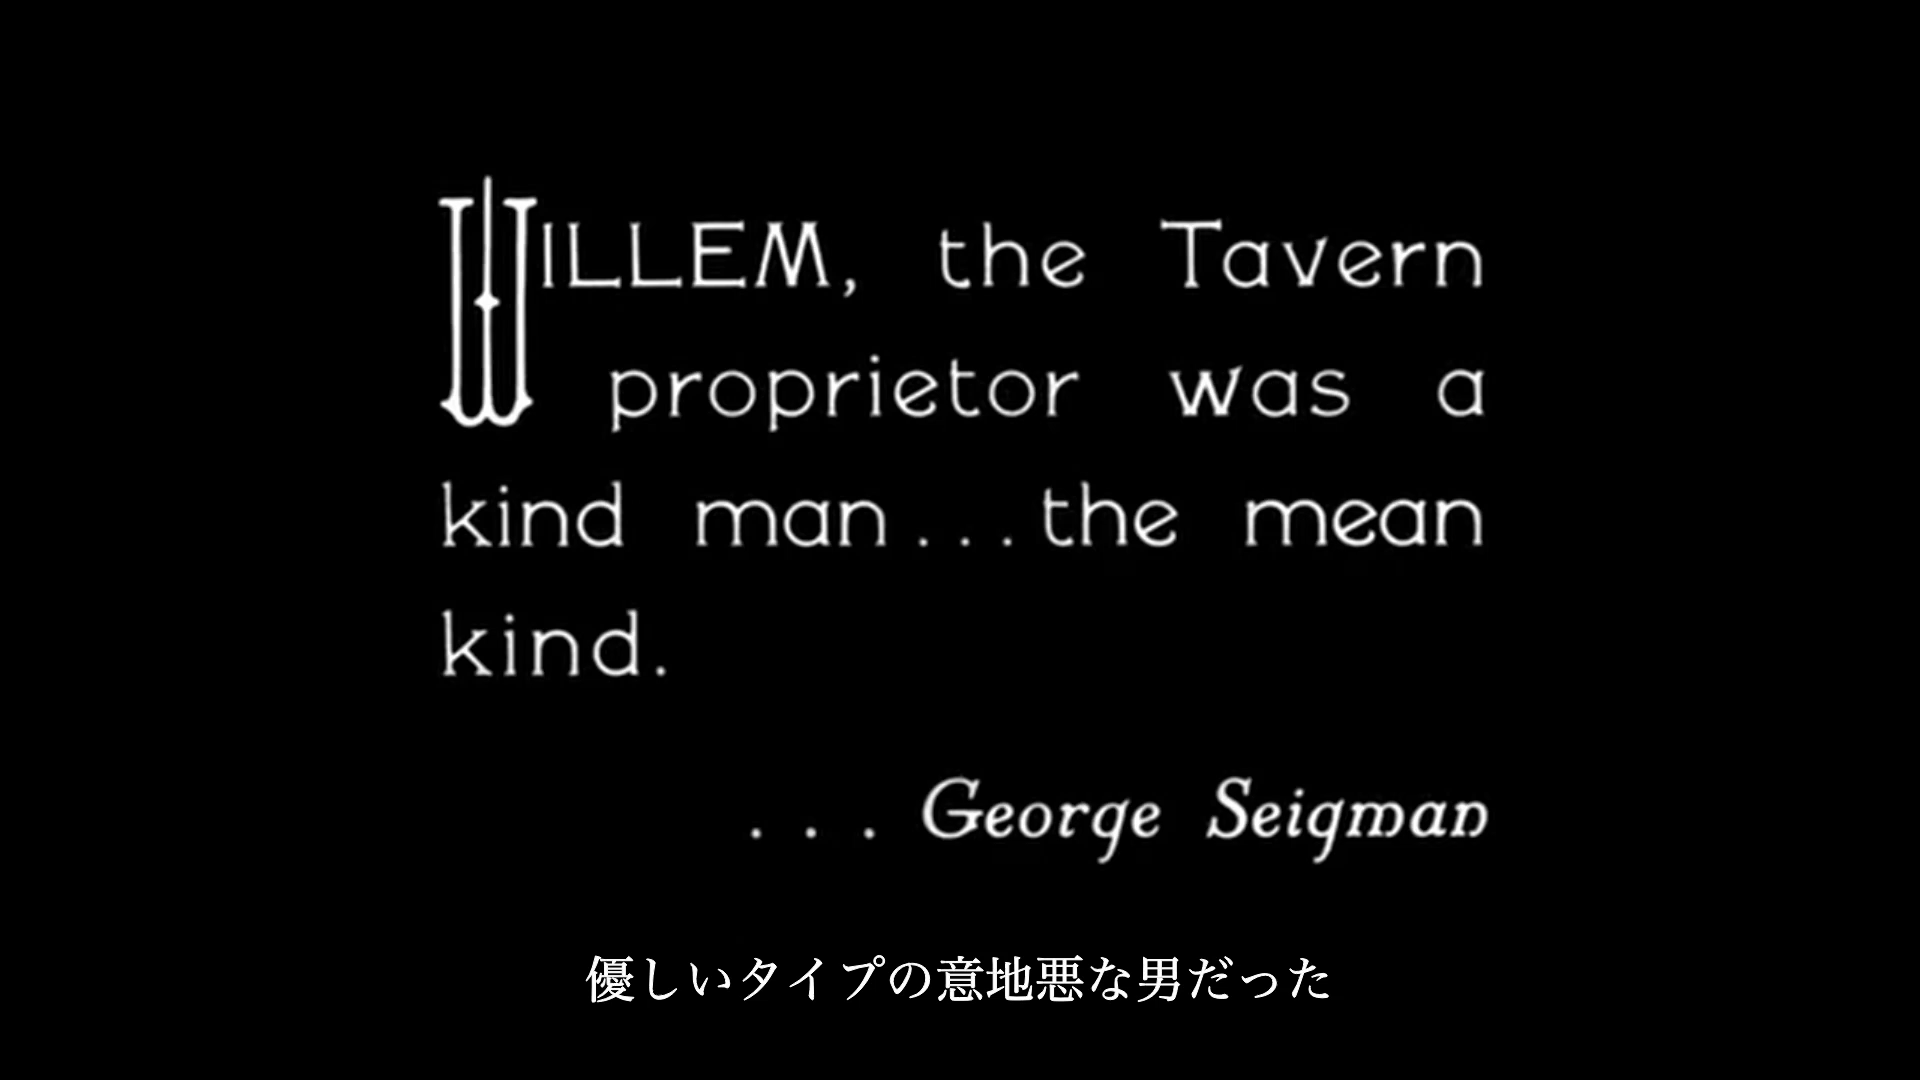 WILLEM, the Tavern
proprietor was a
kind man...the mean
kind.
... George Seigman
優しいタイプの意地悪な男だった